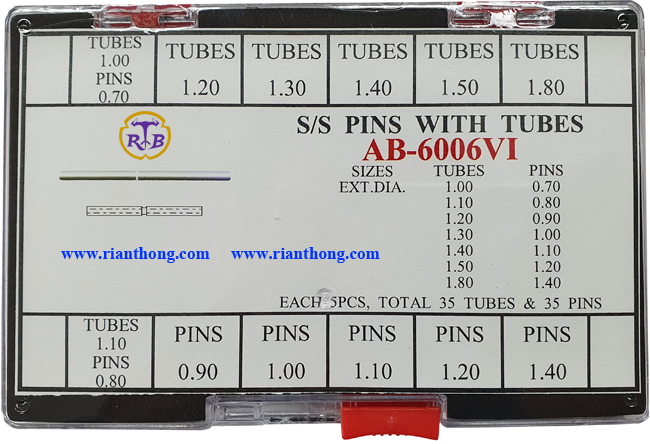 TUBES
1.00
PINS
0.70
TUBES
1.20
TUBES
1.30
TUBES
1.40
TUBES
1.50
TUBES
1.80
RB
S/S PINS WITH TUBES
AB-6006VI
SIZES TUBES PINS
EXT.DIA. 1.00 0.70
1.10 0.80
1.20 0.90
1.30 1.00
1.40 1.10
1.50 1.20
1.80 1.40
www.rianthong.com www.rianthong.com
EACH 5PCS, TOTAL 35 TUBES & 35 PINS
TUBES
1.10
PINS
0.80
PINS
0.90
PINS
1.00
PINS
1.10
PINS
1.20
PINS
1.40